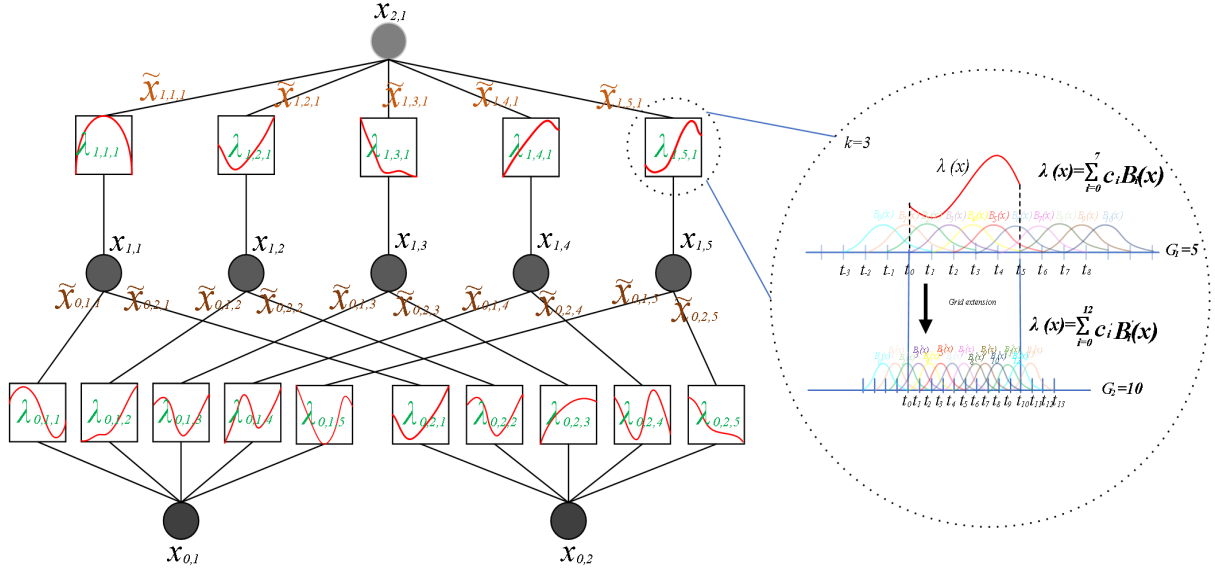 x2,1
x̃1,1,1 x̃1,2,1 x̃1,3,1 x̃1,4,1 x̃1,5,1
λ1,1,1 λ1,2,1 λ1,3,1 λ1,4,1 λ1,5,1
x1,1 x1,2 x1,3 x1,4 x1,5
x̃0,1,1 x̃0,2,1 x̃0,1,2 x̃0,2,2 x̃0,1,3 x̃0,2,3 x̃0,1,4 x̃0,2,4 x̃0,1,5 x̃0,2,5
λ0,1,1 λ0,1,2 λ0,1,3 λ0,1,4 λ0,1,5 λ0,2,1 λ0,2,2 λ0,2,3 λ0,2,4 λ0,2,5
x0,1 x0,2
k=3
λ(x)
λ(x)=∑i=0^7 ciBi(x)
G1=5
t-3 t-2 t-1 t0 t1 t2 t3 t4 t5 t6 t7 t8
Grid extension
λ(x)=∑i=0^12 ciBi(x)
G2=10
t0 t1 t2 t3 t4 t5 t6 t7 t8 t9 t10 t11 t12 t13